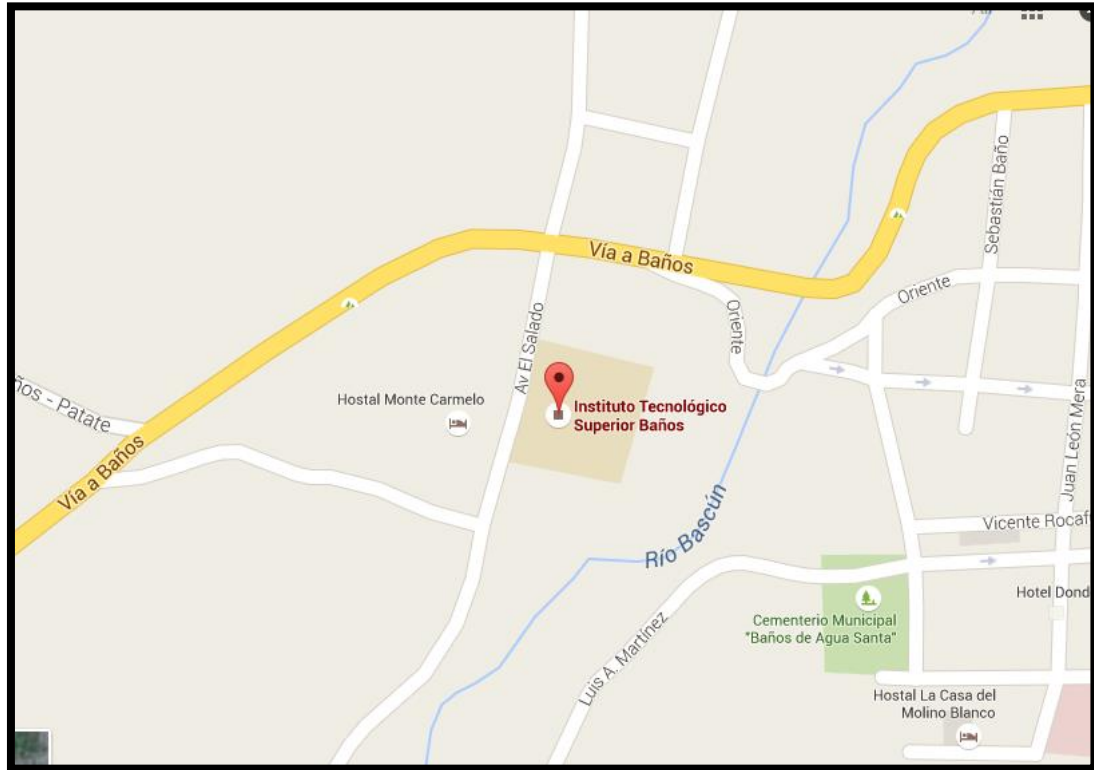 Sebastián Baño
Vía a Baños
Oriente
Oriente
Av El Salado
Hostal Monte Carmelo
Instituto Tecnológico
Superior Baños
ños - Patate
Vía a Baños
Juan León Mera
Río Bascún
Vicente Rocaf
Hotel Dond
Cementerio Municipal
"Baños de Agua Santa"
Luis A. Martínez
Hostal La Casa del
Molino Blanco